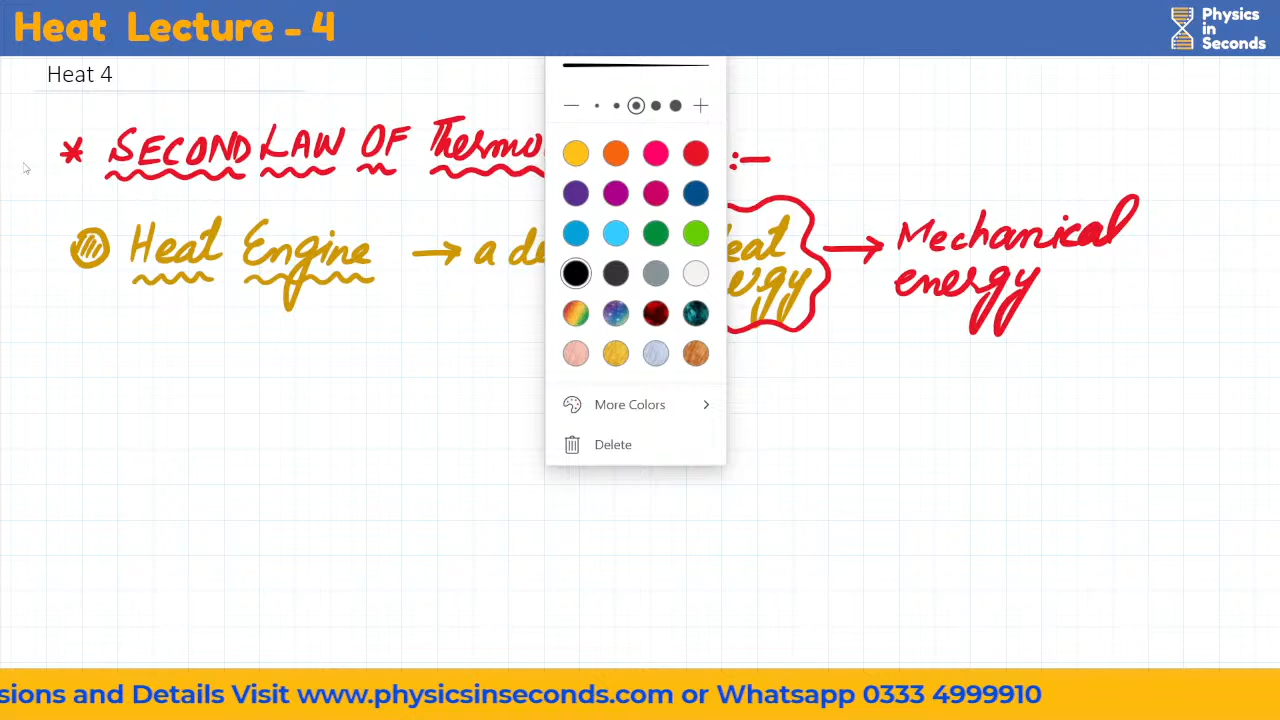 Heat Lecture - 4
Physics
in
Seconds
Heat 4
* SECOND LAW OF Thermo :-
Heat Engine → a de eat → Mechanical
ergy energy
More Colors
Delete
sions and Details Visit www.physicsinseconds.com or Whatsapp 0333 4999910